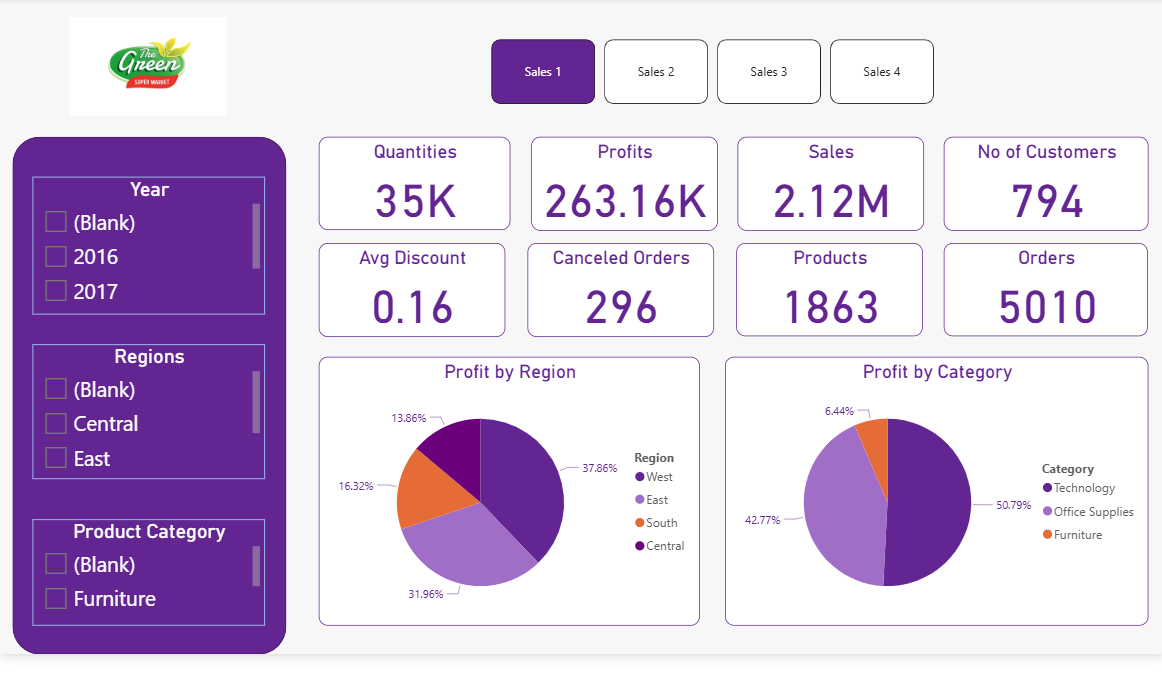 The
Green
SUPER MARKET
Sales 1
Sales 2
Sales 3
Sales 4
Year
(Blank)
2016
2017
Regions
(Blank)
Central
East
Product Category
(Blank)
Furniture
Quantities
35K
Profits
263.16K
Sales
2.12M
No of Customers
794
Avg Discount
0.16
Canceled Orders
296
Products
1863
Orders
5010
Profit by Region
13.86%
37.86%
16.32%
31.96%
Region
West
East
South
Central
Profit by Category
6.44%
50.79%
42.77%
Category
Technology
Office Supplies
Furniture